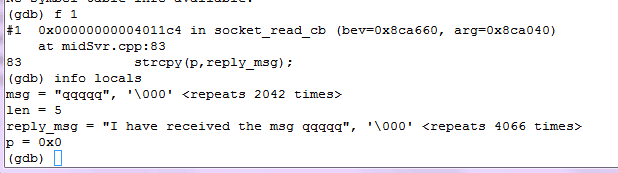 No symbol table info available.
(gdb) f 1
#1  0x00000000004011c4 in socket_read_cb (bev=0x8ca660, arg=0x8ca040)
    at midSvr.cpp:83
83              strcpy(p,reply_msg);
(gdb) info locals
msg = "qqqqq", '\000' <repeats 2042 times>
len = 5
reply_msg = "I have received the msg qqqqq", '\000' <repeats 4066 times>
p = 0x0
(gdb)